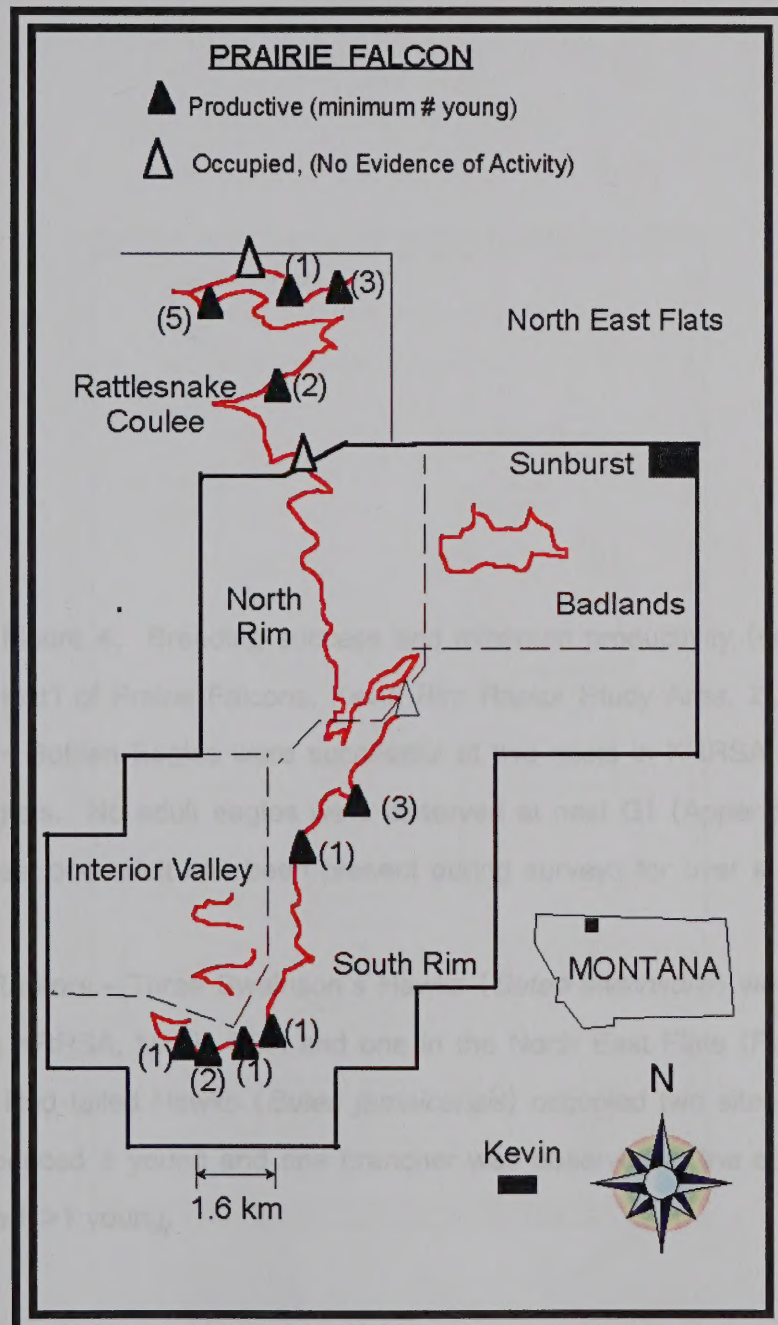 PRAIRIE FALCON
Productive (minimum # young)
Occupied, (No Evidence of Activity)
(1)
(3)
(5)
North East Flats
(2)
Rattlesnake
Coulee
Sunburst
North
Rim
Badlands
(3)
(1)
Interior Valley
South Rim
MONTANA
(1)
(1)
(2)
(1)
N
Kevin
1.6 km